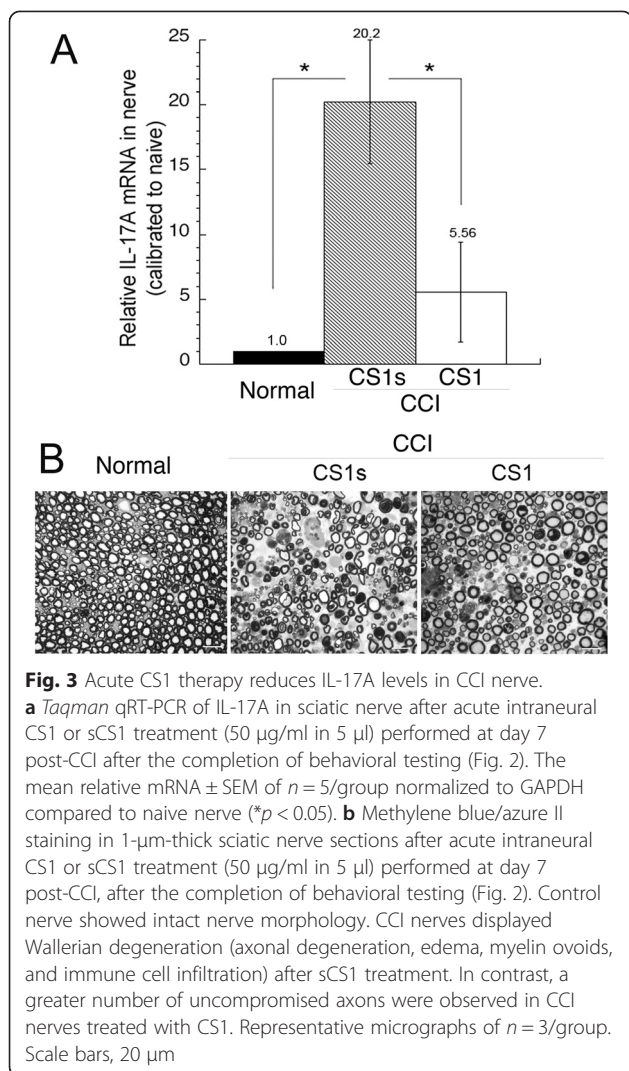 A
Relative IL-17A mRNA in nerve
(calibrated to naive)
25
20
15
10
5
0
20.2
*
*
5.56
1.0
Normal
CS1s
CS1
CCI
B
CCI
Normal
CS1s
CS1
Fig. 3 Acute CS1 therapy reduces IL-17A levels in CCI nerve.
a Taqman qRT-PCR of IL-17A in sciatic nerve after acute intraneural
CS1 or sCS1 treatment (50 μg/ml in 5 μl) performed at day 7
post-CCI after the completion of behavioral testing (Fig. 2). The
mean relative mRNA ± SEM of n = 5/group normalized to GAPDH
compared to naive nerve (*p < 0.05). b Methylene blue/azure II
staining in 1-μm-thick sciatic nerve sections after acute intraneural
CS1 or sCS1 treatment (50 μg/ml in 5 μl) performed at day 7
post-CCI, after the completion of behavioral testing (Fig. 2). Control
nerve showed intact nerve morphology. CCI nerves displayed
Wallerian degeneration (axonal degeneration, edema, myelin ovoids,
and immune cell infiltration) after sCS1 treatment. In contrast, a
greater number of uncompromised axons were observed in CCI
nerves treated with CS1. Representative micrographs of n = 3/group.
Scale bars, 20 μm